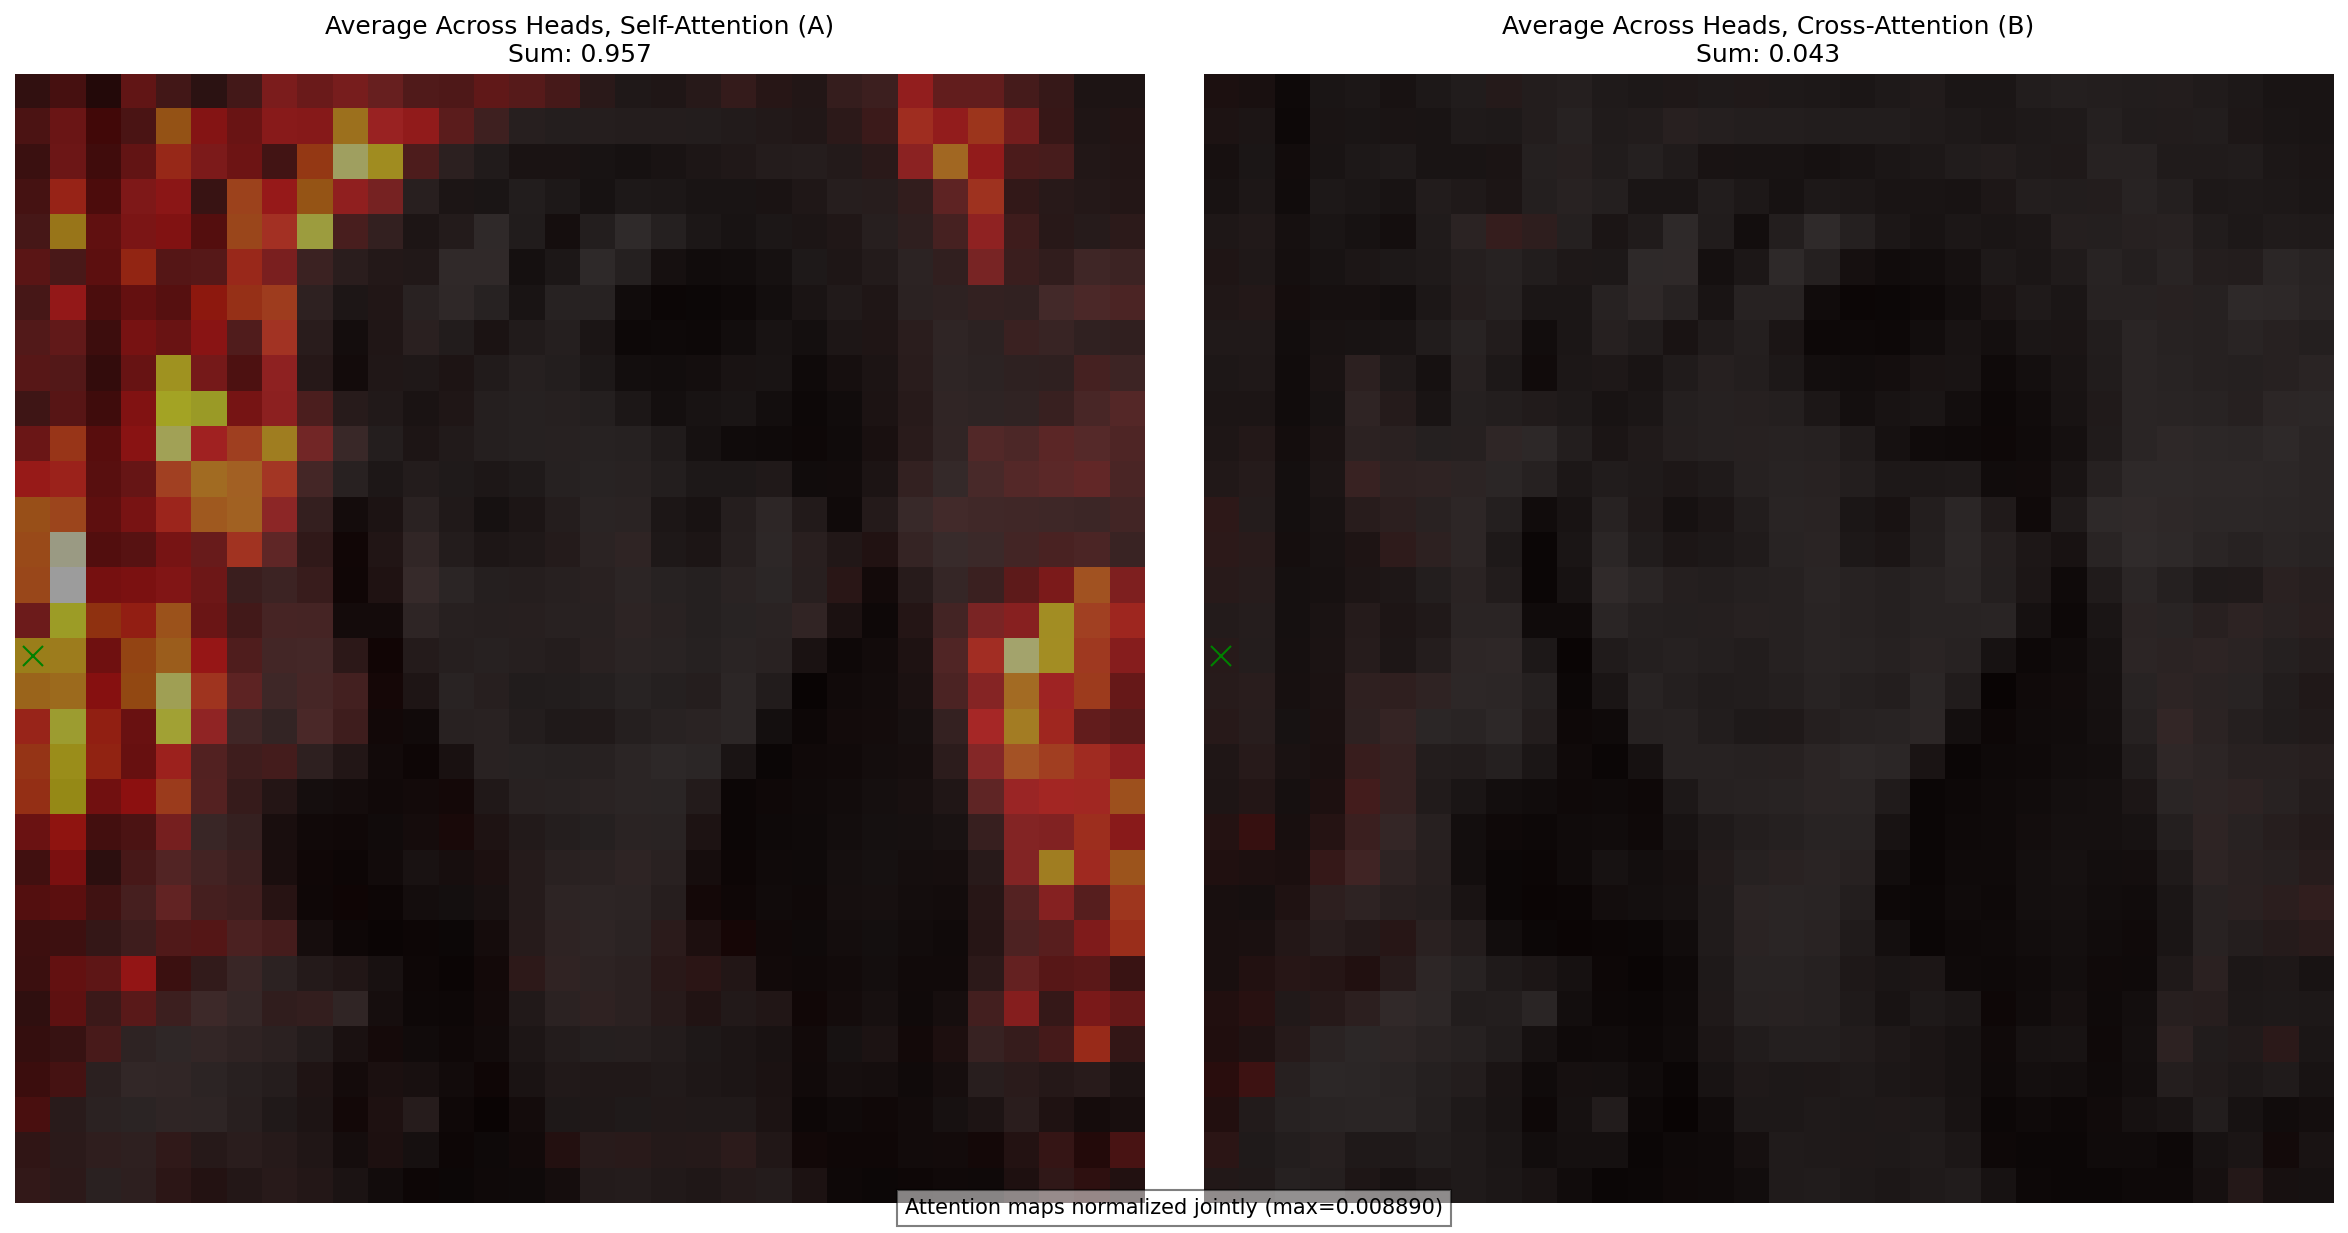 Average Across Heads, Self-Attention (A)
Sum: 0.957
Average Across Heads, Cross-Attention (B)
Sum: 0.043
Attention maps normalized jointly (max=0.008890)